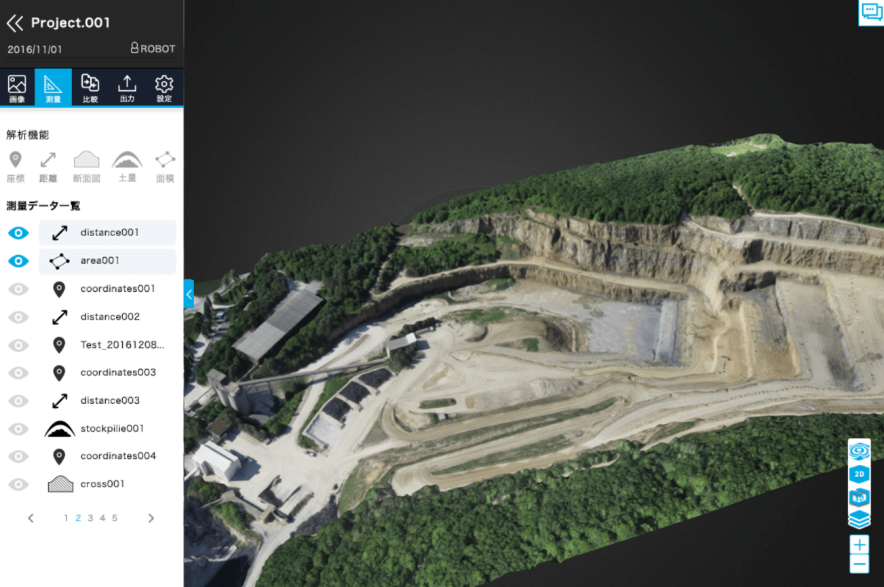 Project.001
2016/11/01 ROBOT
画像 測量 比較 出力 設定
解析機能
座標 距離 断面図 土量 面積
測量データ一覧
distance001
area001
coordinates001
distance002
Test_20161208...
coordinates003
distance003
stockpilie001
coordinates004
cross001
1 2 3 4 5
2D
3D